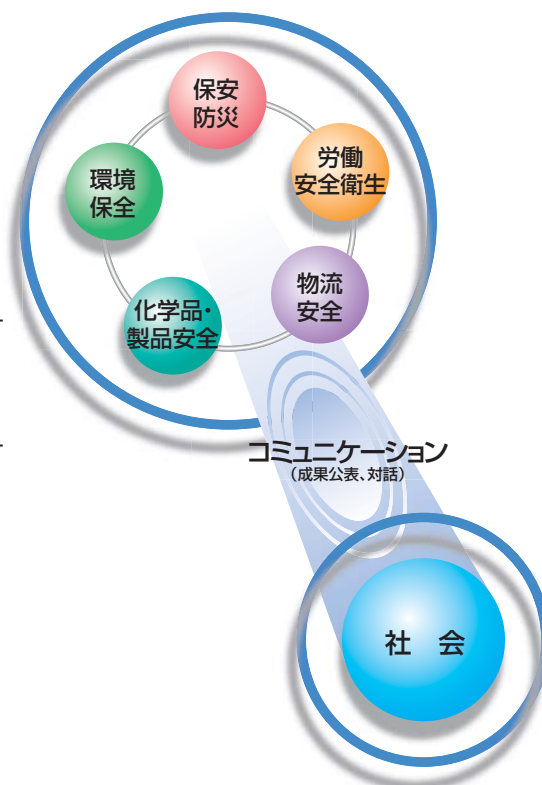 保安
防災
労働
安全衛生
環境
保全
物流
安全
化学品・
製品安全
コミュニケーション
(成果公表、対話)
社 会